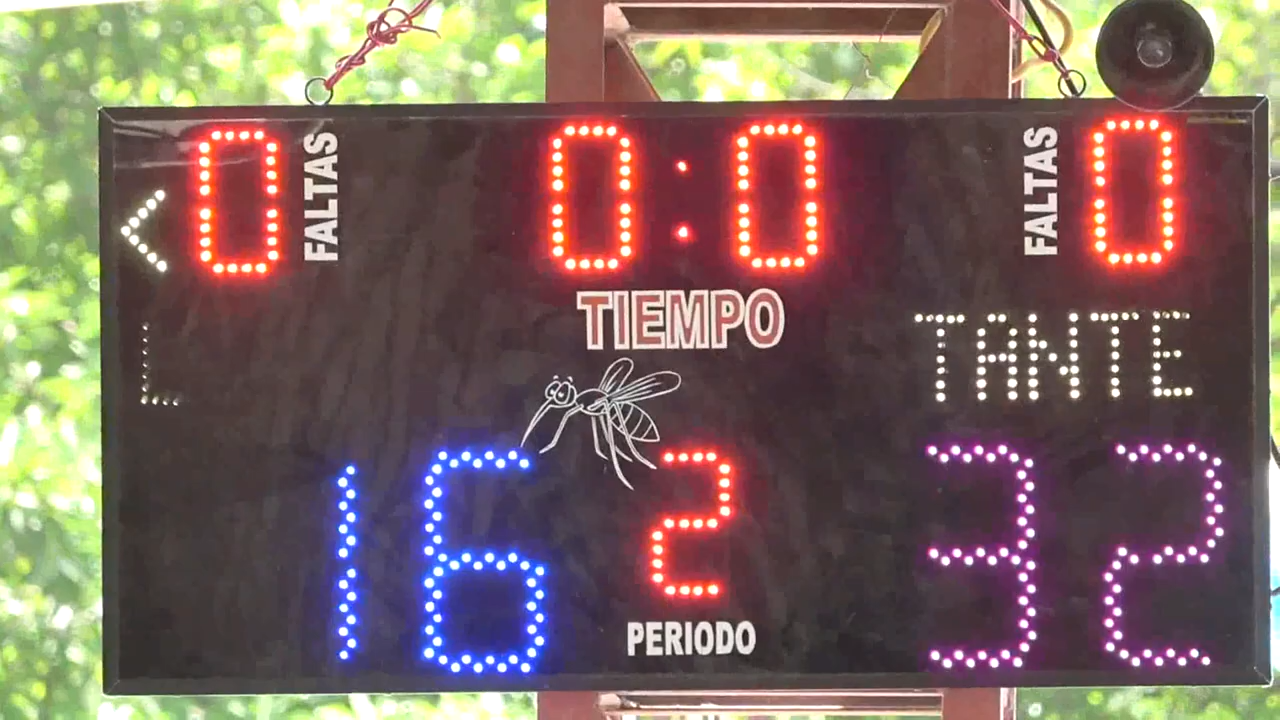 0 FALTAS 0:0 FALTAS 0
TIEMPO
L TANTE
16 2 32
PERIODO